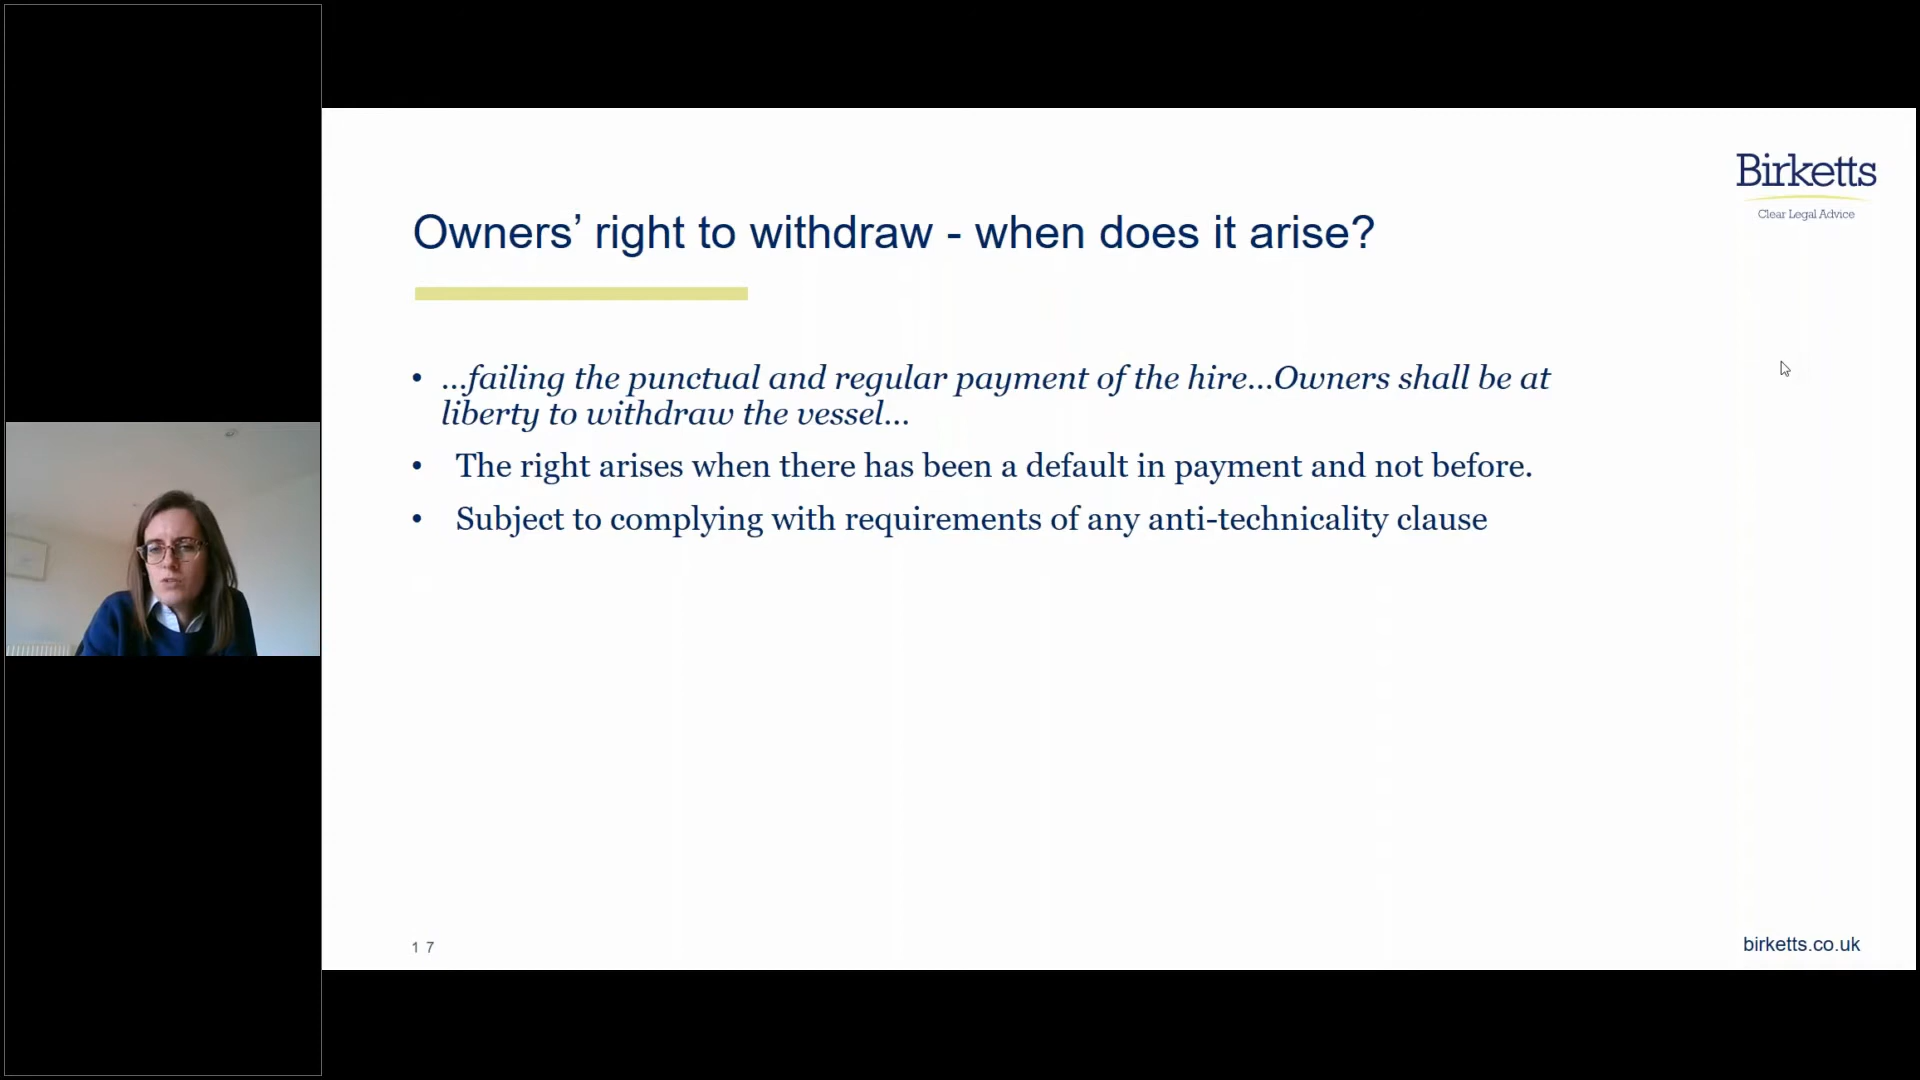 Birketts
Clear Legal Advice
Owners’ right to withdraw - when does it arise?
• ...failing the punctual and regular payment of the hire...Owners shall be at
liberty to withdraw the vessel...
• The right arises when there has been a default in payment and not before.
• Subject to complying with requirements of any anti-technicality clause
17
birketts.co.uk